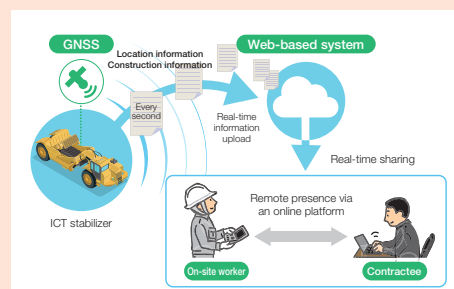 GNSS
Location information
Construction information
Web-based system
Every
second
Real-time
information
upload
Real-time sharing
ICT stabilizer
Remote presence via
an online platform
On-site worker
Contractee